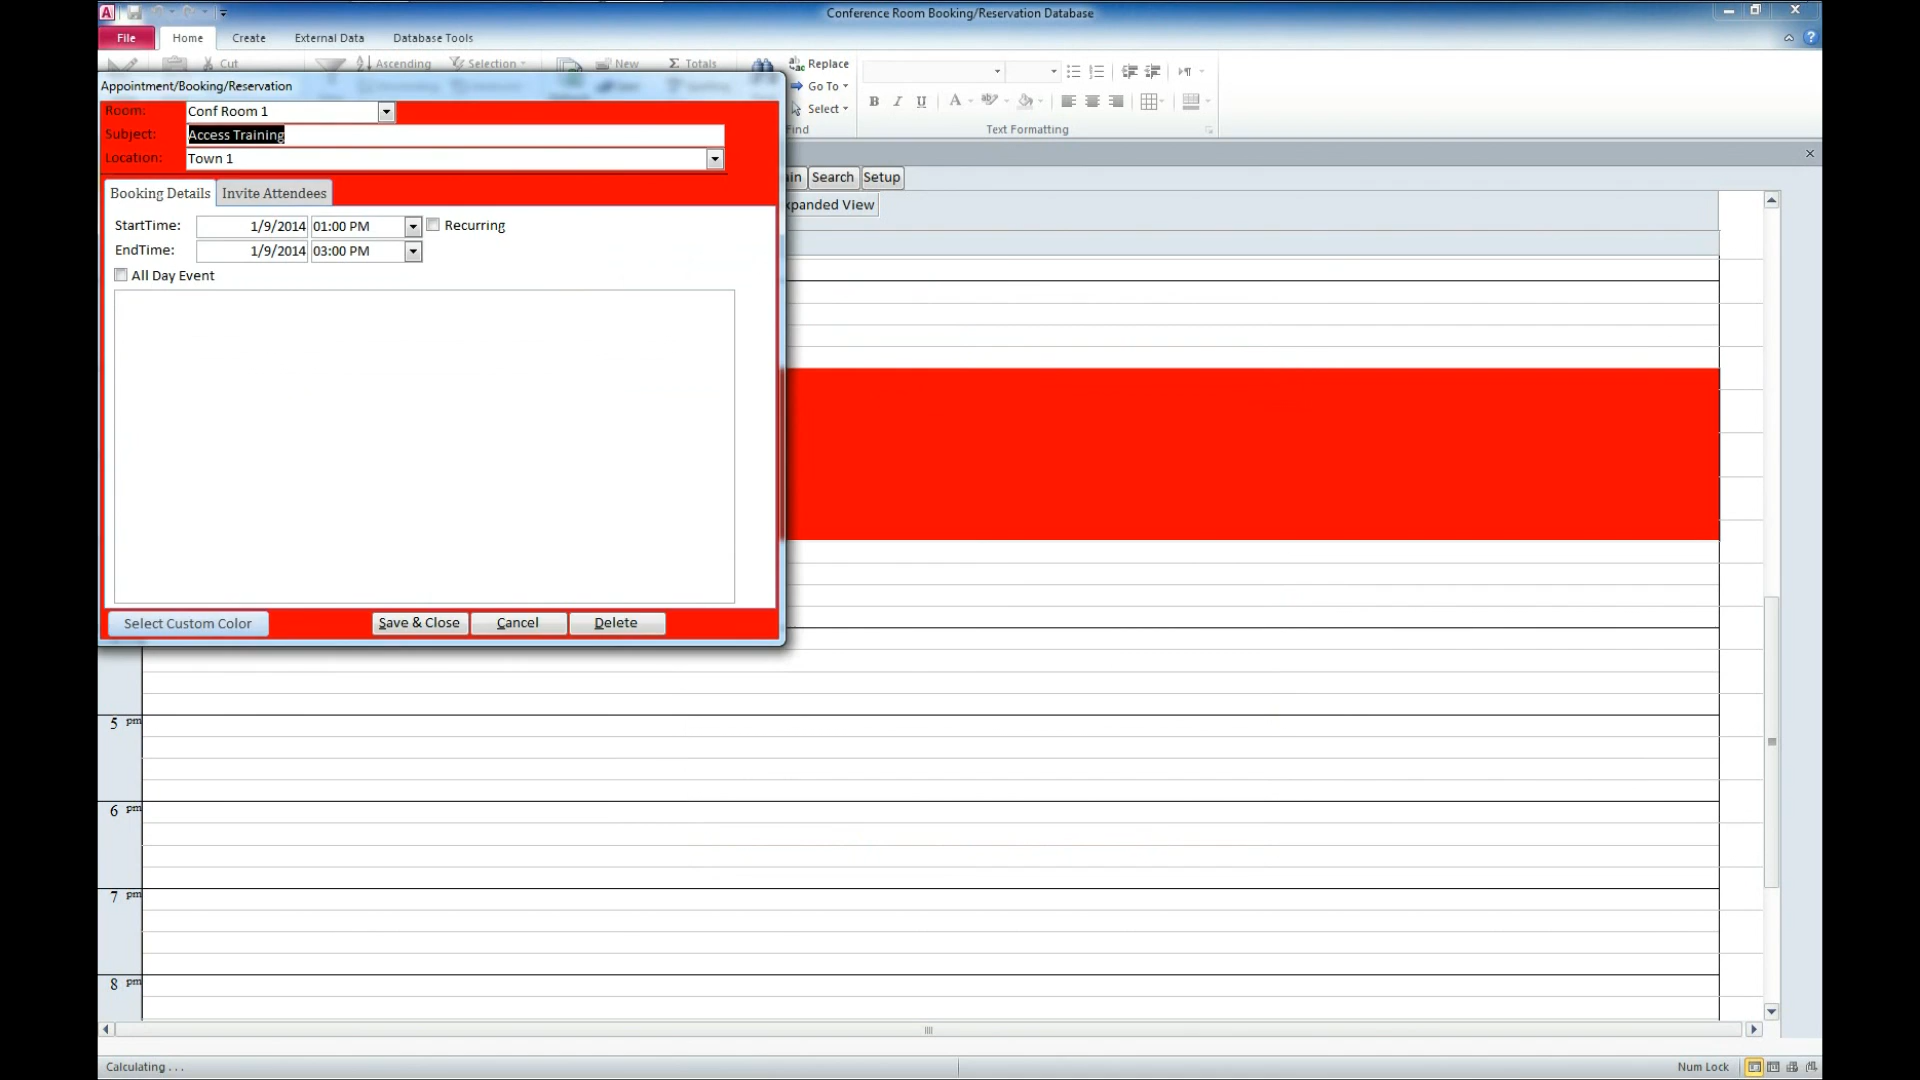 Conference Room Booking/Reservation Database
File Home Create External Data Database Tools
Cut Ascending Selection New Totals Replace
Go To
Select
Find Text Formatting
Appointment/Booking/Reservation
Room: Conf Room 1
Subject: Access Training
Location: Town 1
Search Setup
Booking Details Invite Attendees
xpanded View
StartTime: 1/9/2014 01:00 PM Recurring
EndTime: 1/9/2014 03:00 PM
All Day Event
Select Custom Color Save & Close Cancel Delete
5 pm
6 pm
7 pm
8 pm
Calculating . . . Num Lock